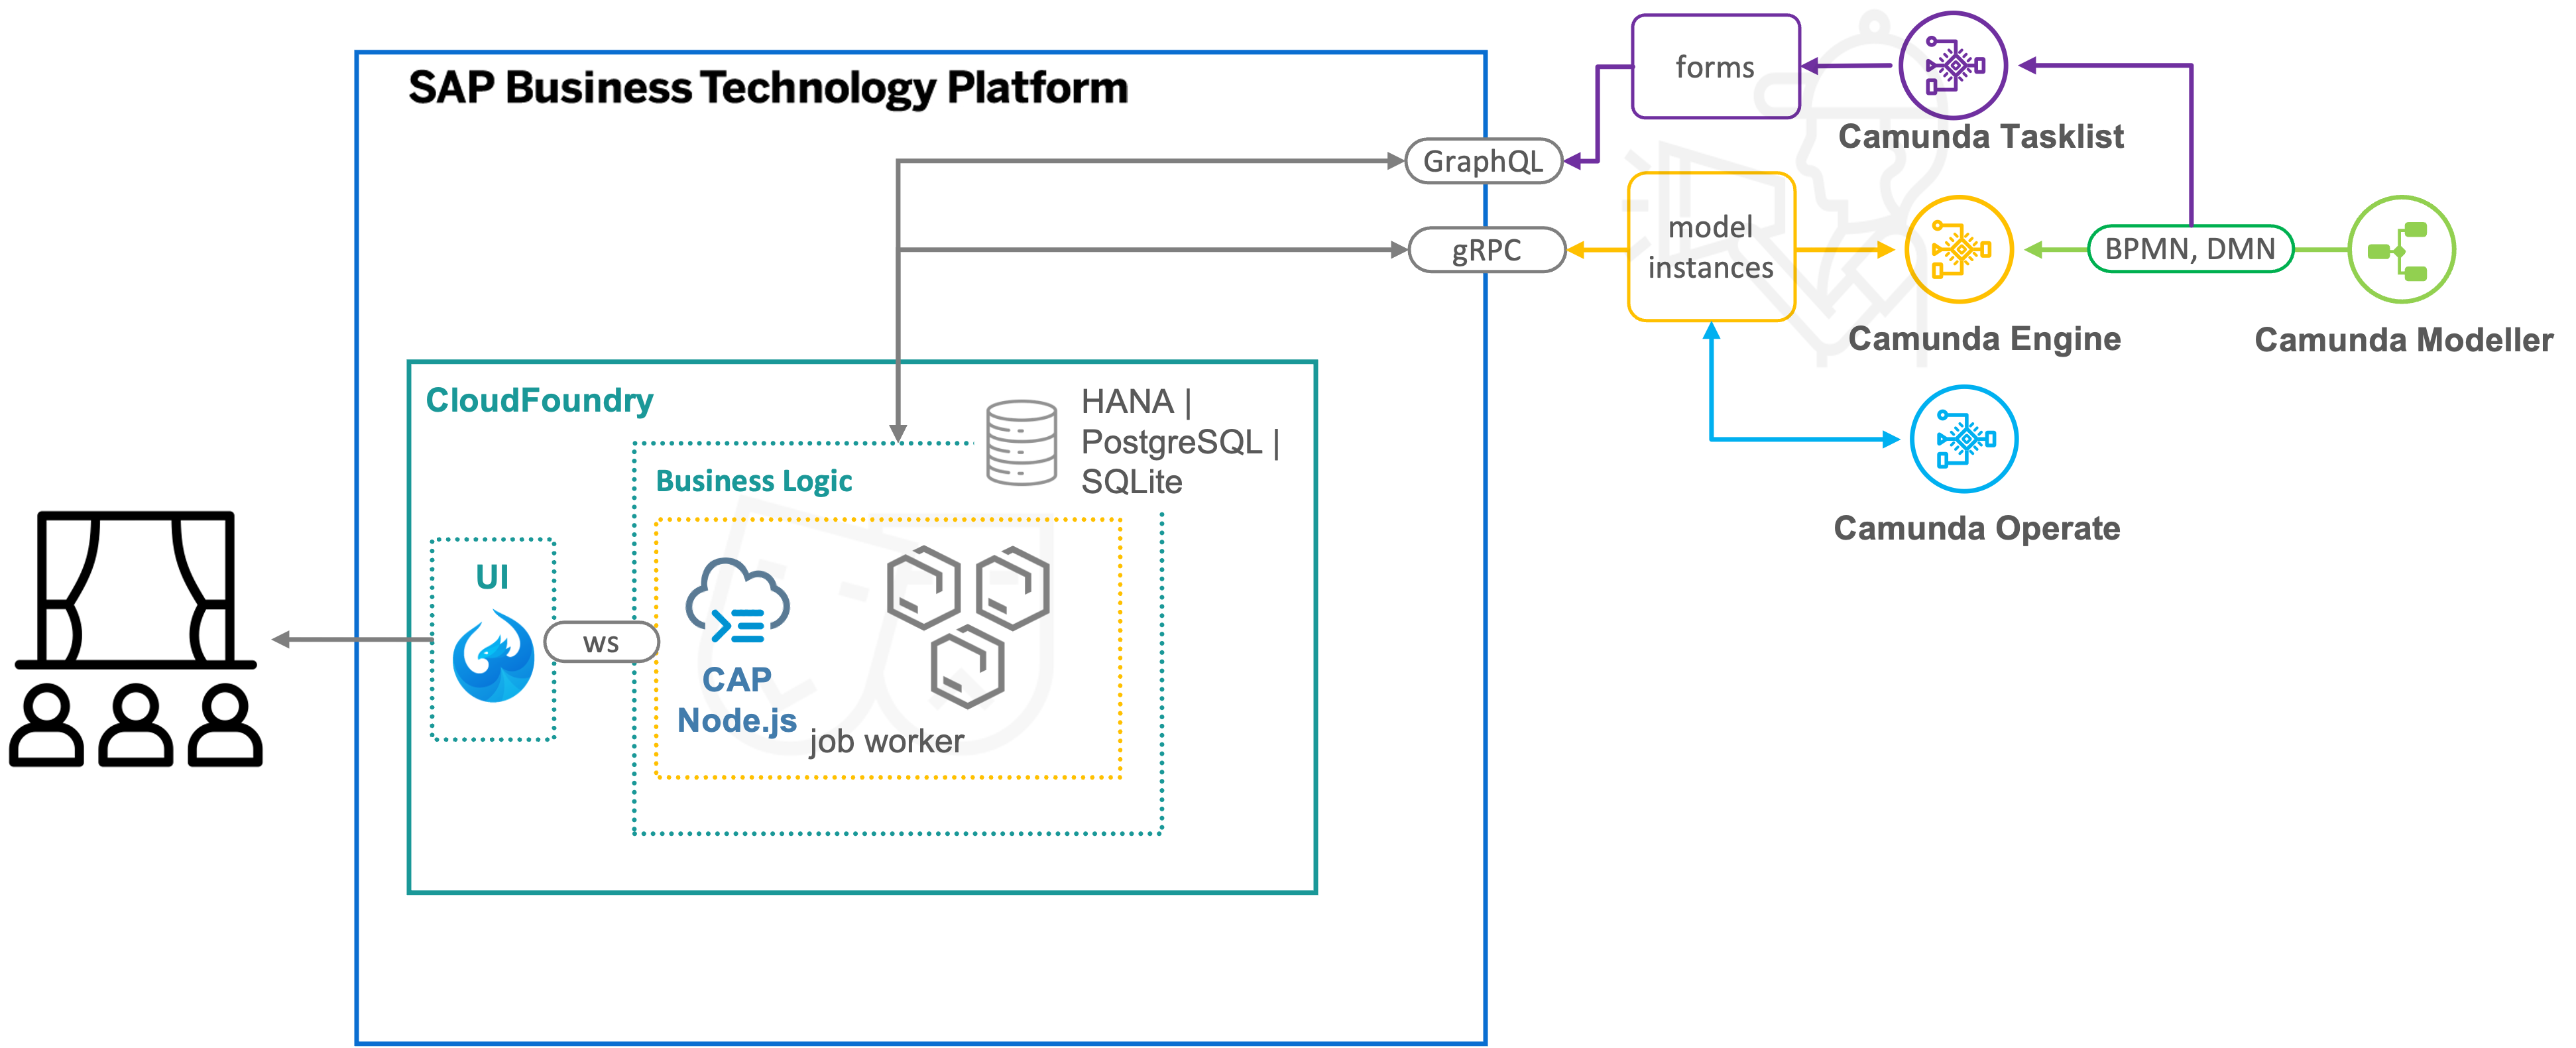 SAP Business Technology Platform
forms
Camunda Tasklist
GraphQL
gRPC
model
instances
Camunda Engine
BPMN, DMN
Camunda Modeller
Camunda Operate
CloudFoundry
HANA |
PostgreSQL |
SQLite
Business Logic
UI
ws
CAP
Node.js
job worker